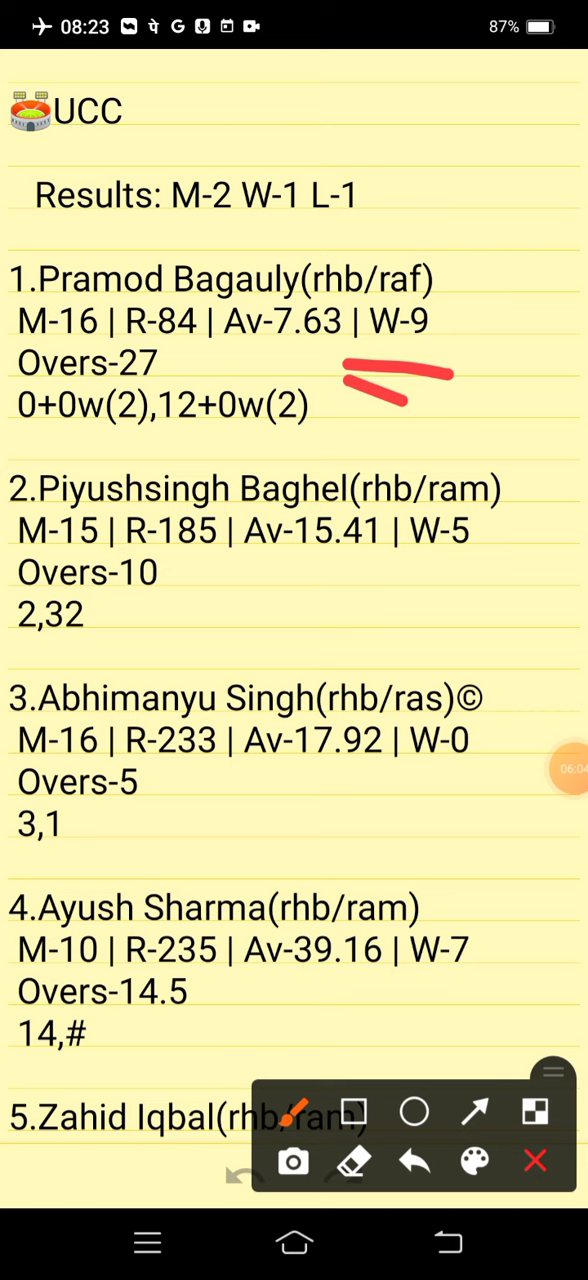 08:23
87%
UCC
Results: M-2 W-1 L-1
1.Pramod Bagauly(rhb/raf)
M-16 | R-84 | Av-7.63 | W-9
Overs-27
0+0w(2),12+0w(2)
2.Piyushsingh Baghel(rhb/ram)
M-15 | R-185 | Av-15.41 | W-5
Overs-10
2,32
3.Abhimanyu Singh(rhb/ras)©
M-16 | R-233 | Av-17.92 | W-0
Overs-5
3,1
06:04
4.Ayush Sharma(rhb/ram)
M-10 | R-235 | Av-39.16 | W-7
Overs-14.5
14,#
5.Zahid Iqbal(rhb/ram)